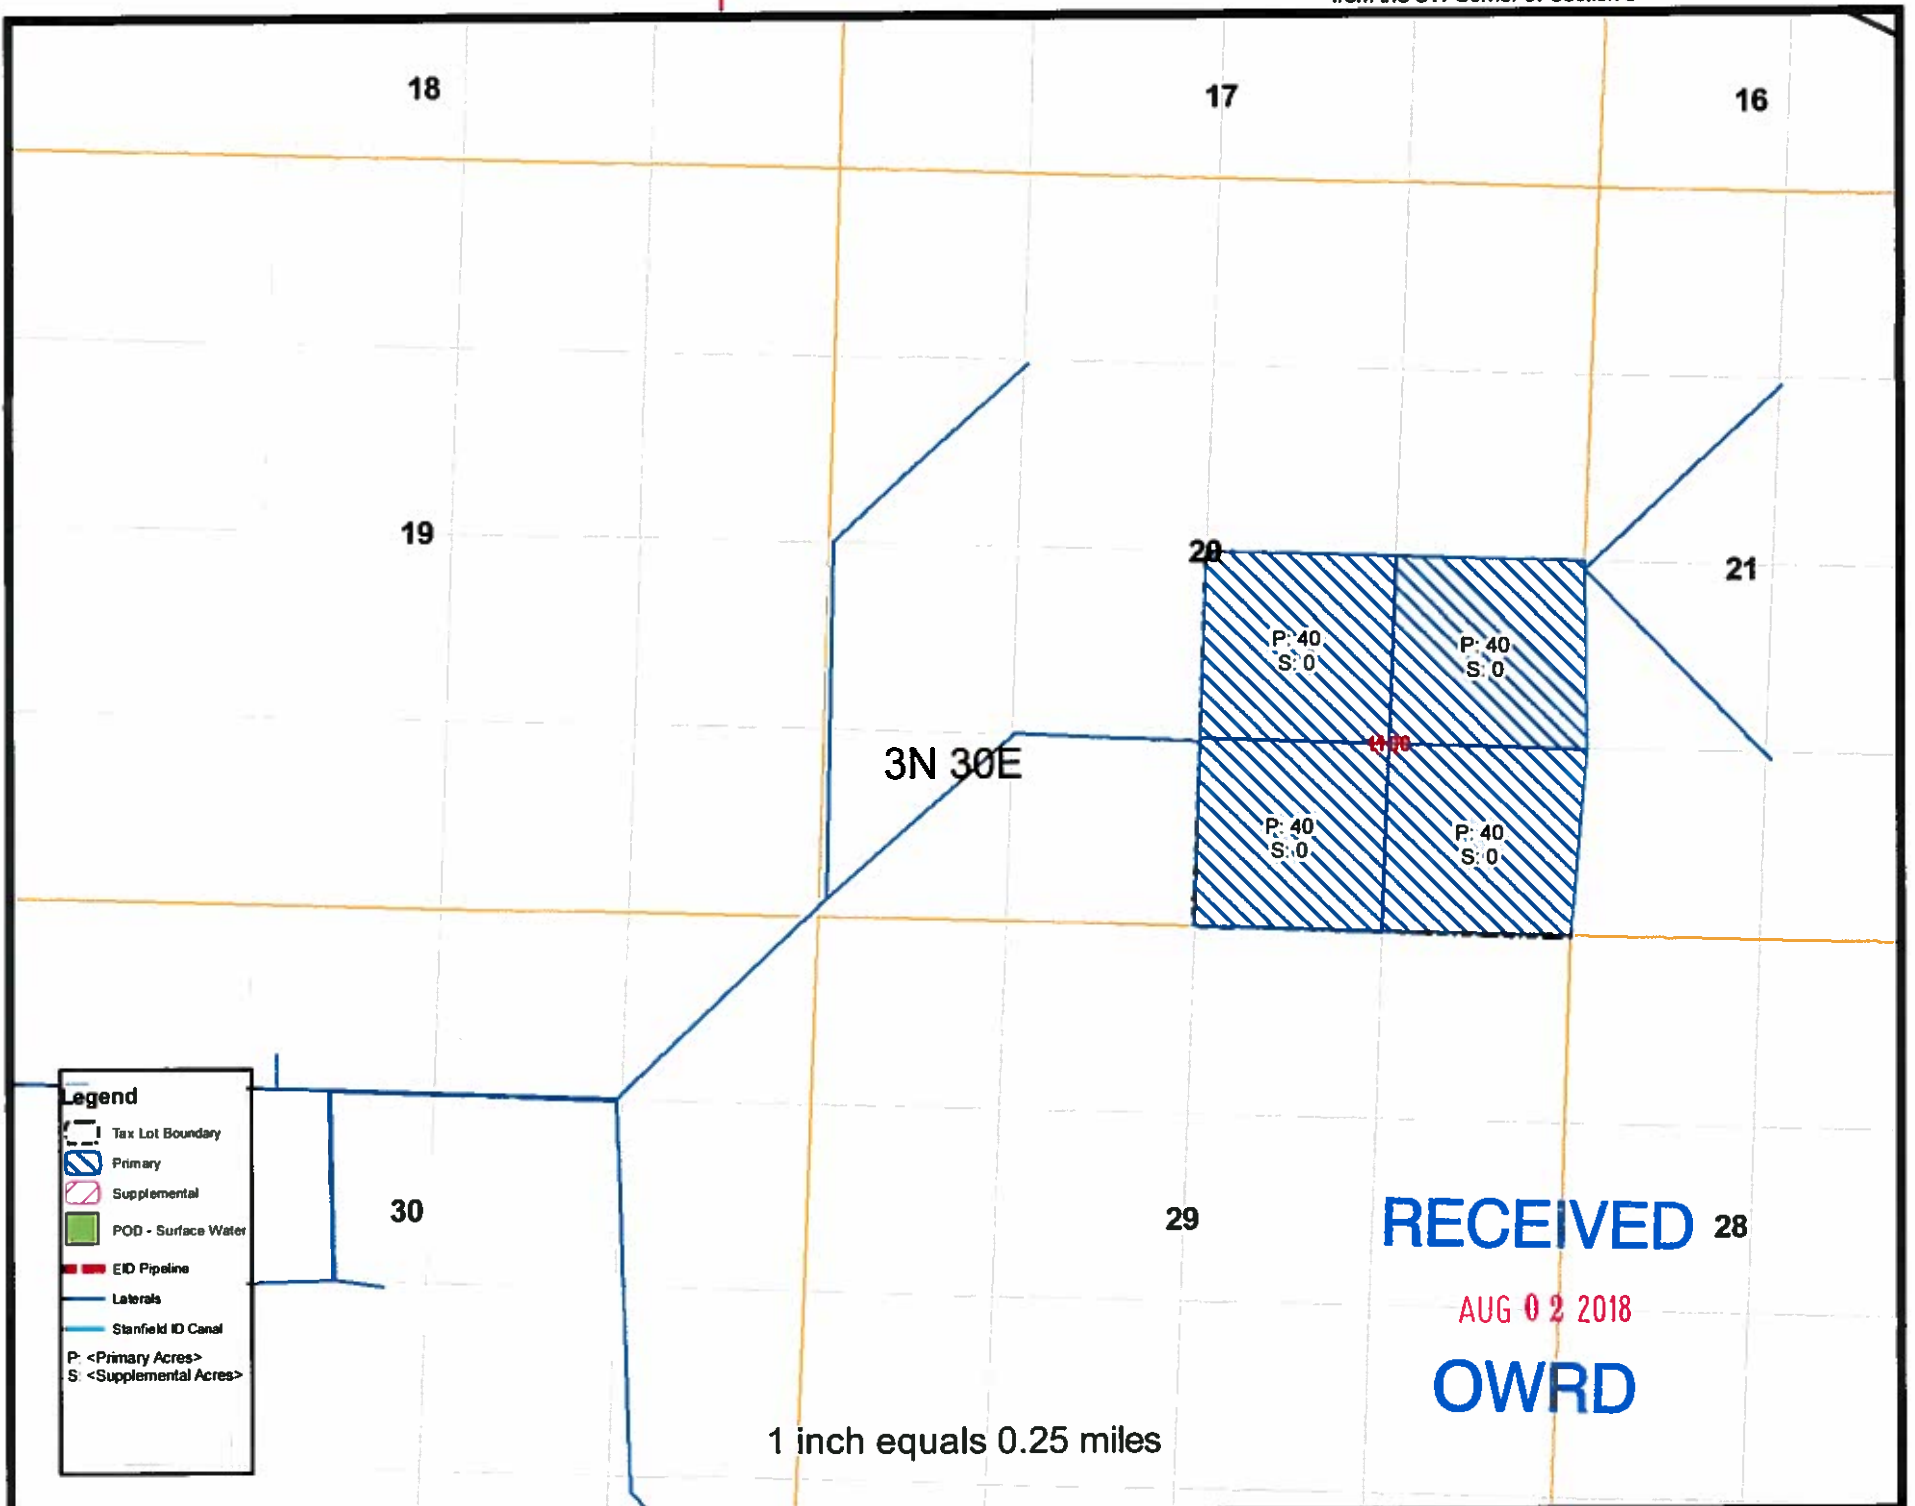 18
17
16
19
20
21
P: 40
S: 0
P: 40
S: 0
3N 30E
P: 40
S: 0
P: 40
S: 0
Legend
Tax Lot Boundary
Primary
Supplemental
POD - Surface Water
EID Pipeline
Laterals
Stanfield ID Canal
P: <Primary Acres>
S: <Supplemental Acres>
30
29
28
RECEIVED
AUG 02 2018
OWRD
1 inch equals 0.25 miles